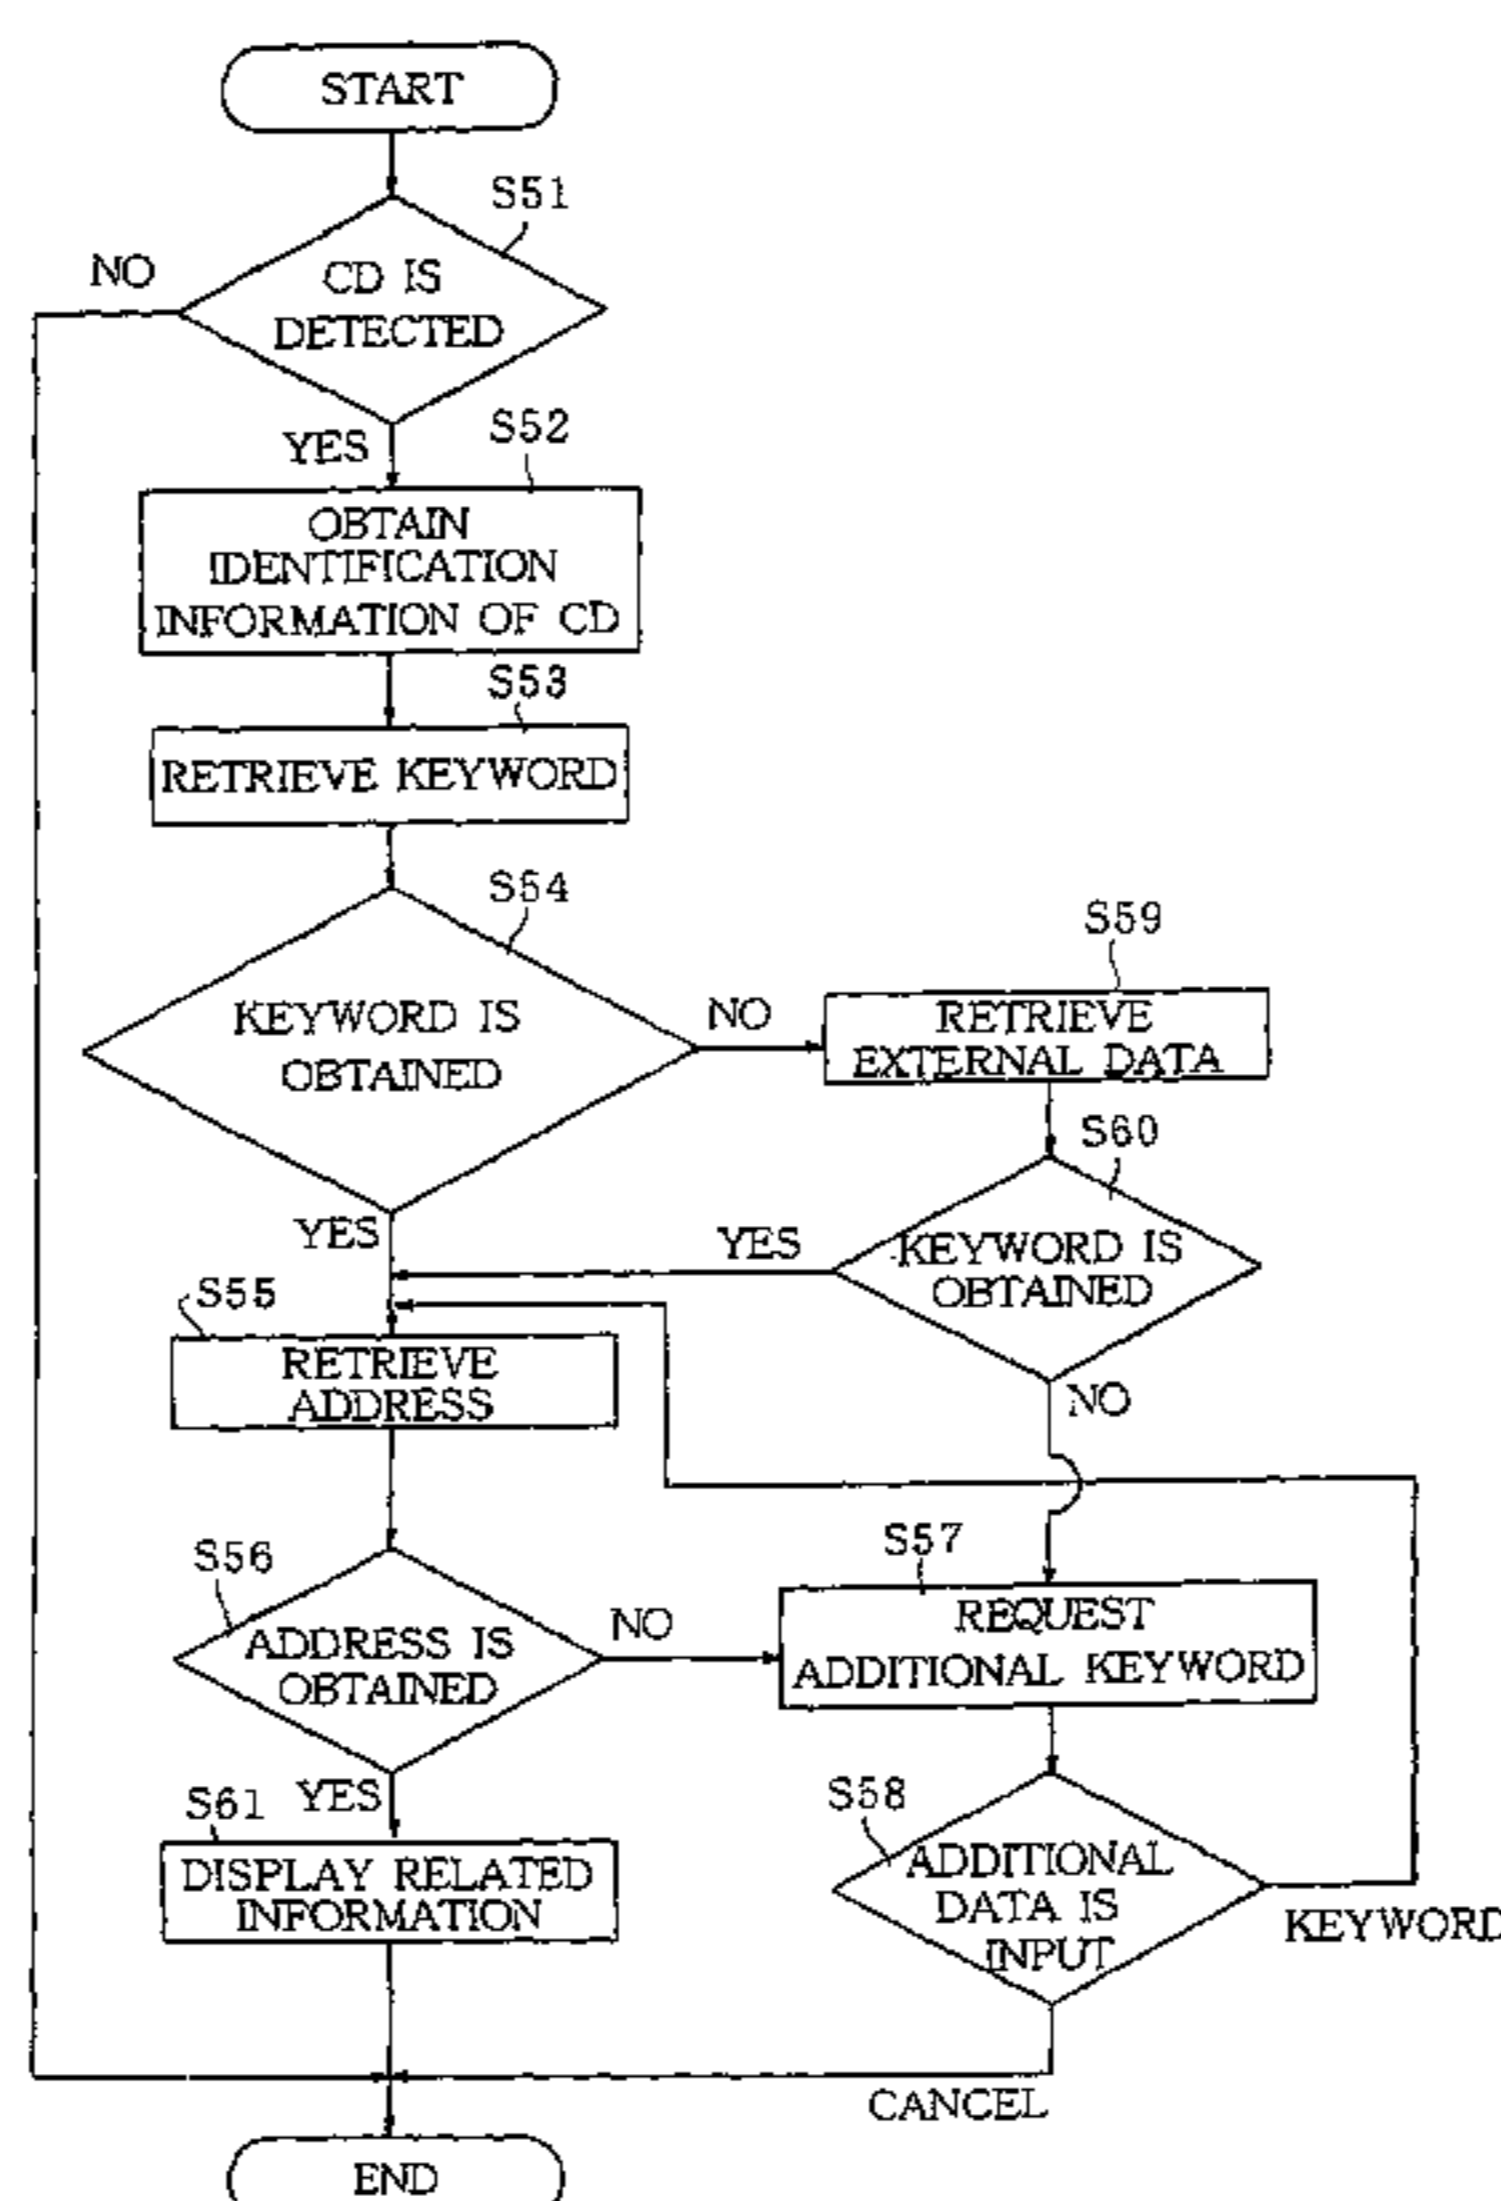 START
S51
NO
CD IS
DETECTED
YES
S52
OBTAIN
IDENTIFICATION
INFORMATION OF CD
S53
RETRIEVE KEYWORD
S54
KEYWORD IS
OBTAINED
NO
S59
RETRIEVE
EXTERNAL DATA
S60
KEYWORD IS
OBTAINED
YES
YES
NO
S55
RETRIEVE
ADDRESS
S56
ADDRESS IS
OBTAINED
NO
S57
REQUEST
ADDITIONAL KEYWORD
S58
ADDITIONAL
DATA IS
INPUT
KEYWORD
YES
S61
DISPLAY RELATED
INFORMATION
CANCEL
END